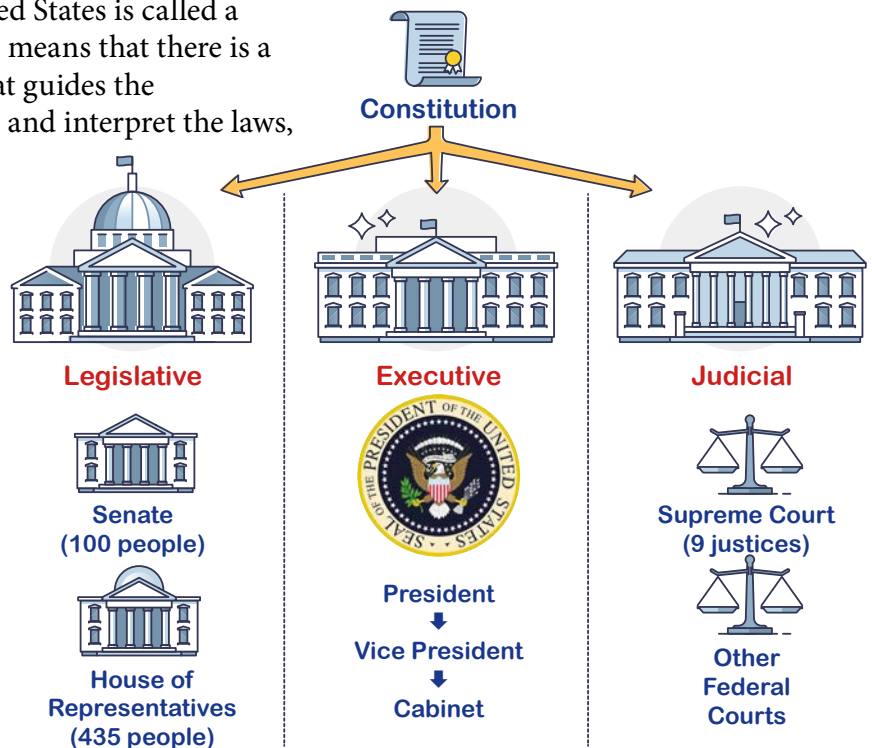 ed States is called a
means that there is a
at guides the
and interpret the laws,
Constitution
Legislative
Senate
(100 people)
House of
Representatives
(435 people)
Executive
SEAL OF THE PRESIDENT OF THE UNITED STATES
President
Vice President
Cabinet
Judicial
Supreme Court
(9 justices)
Other
Federal
Courts